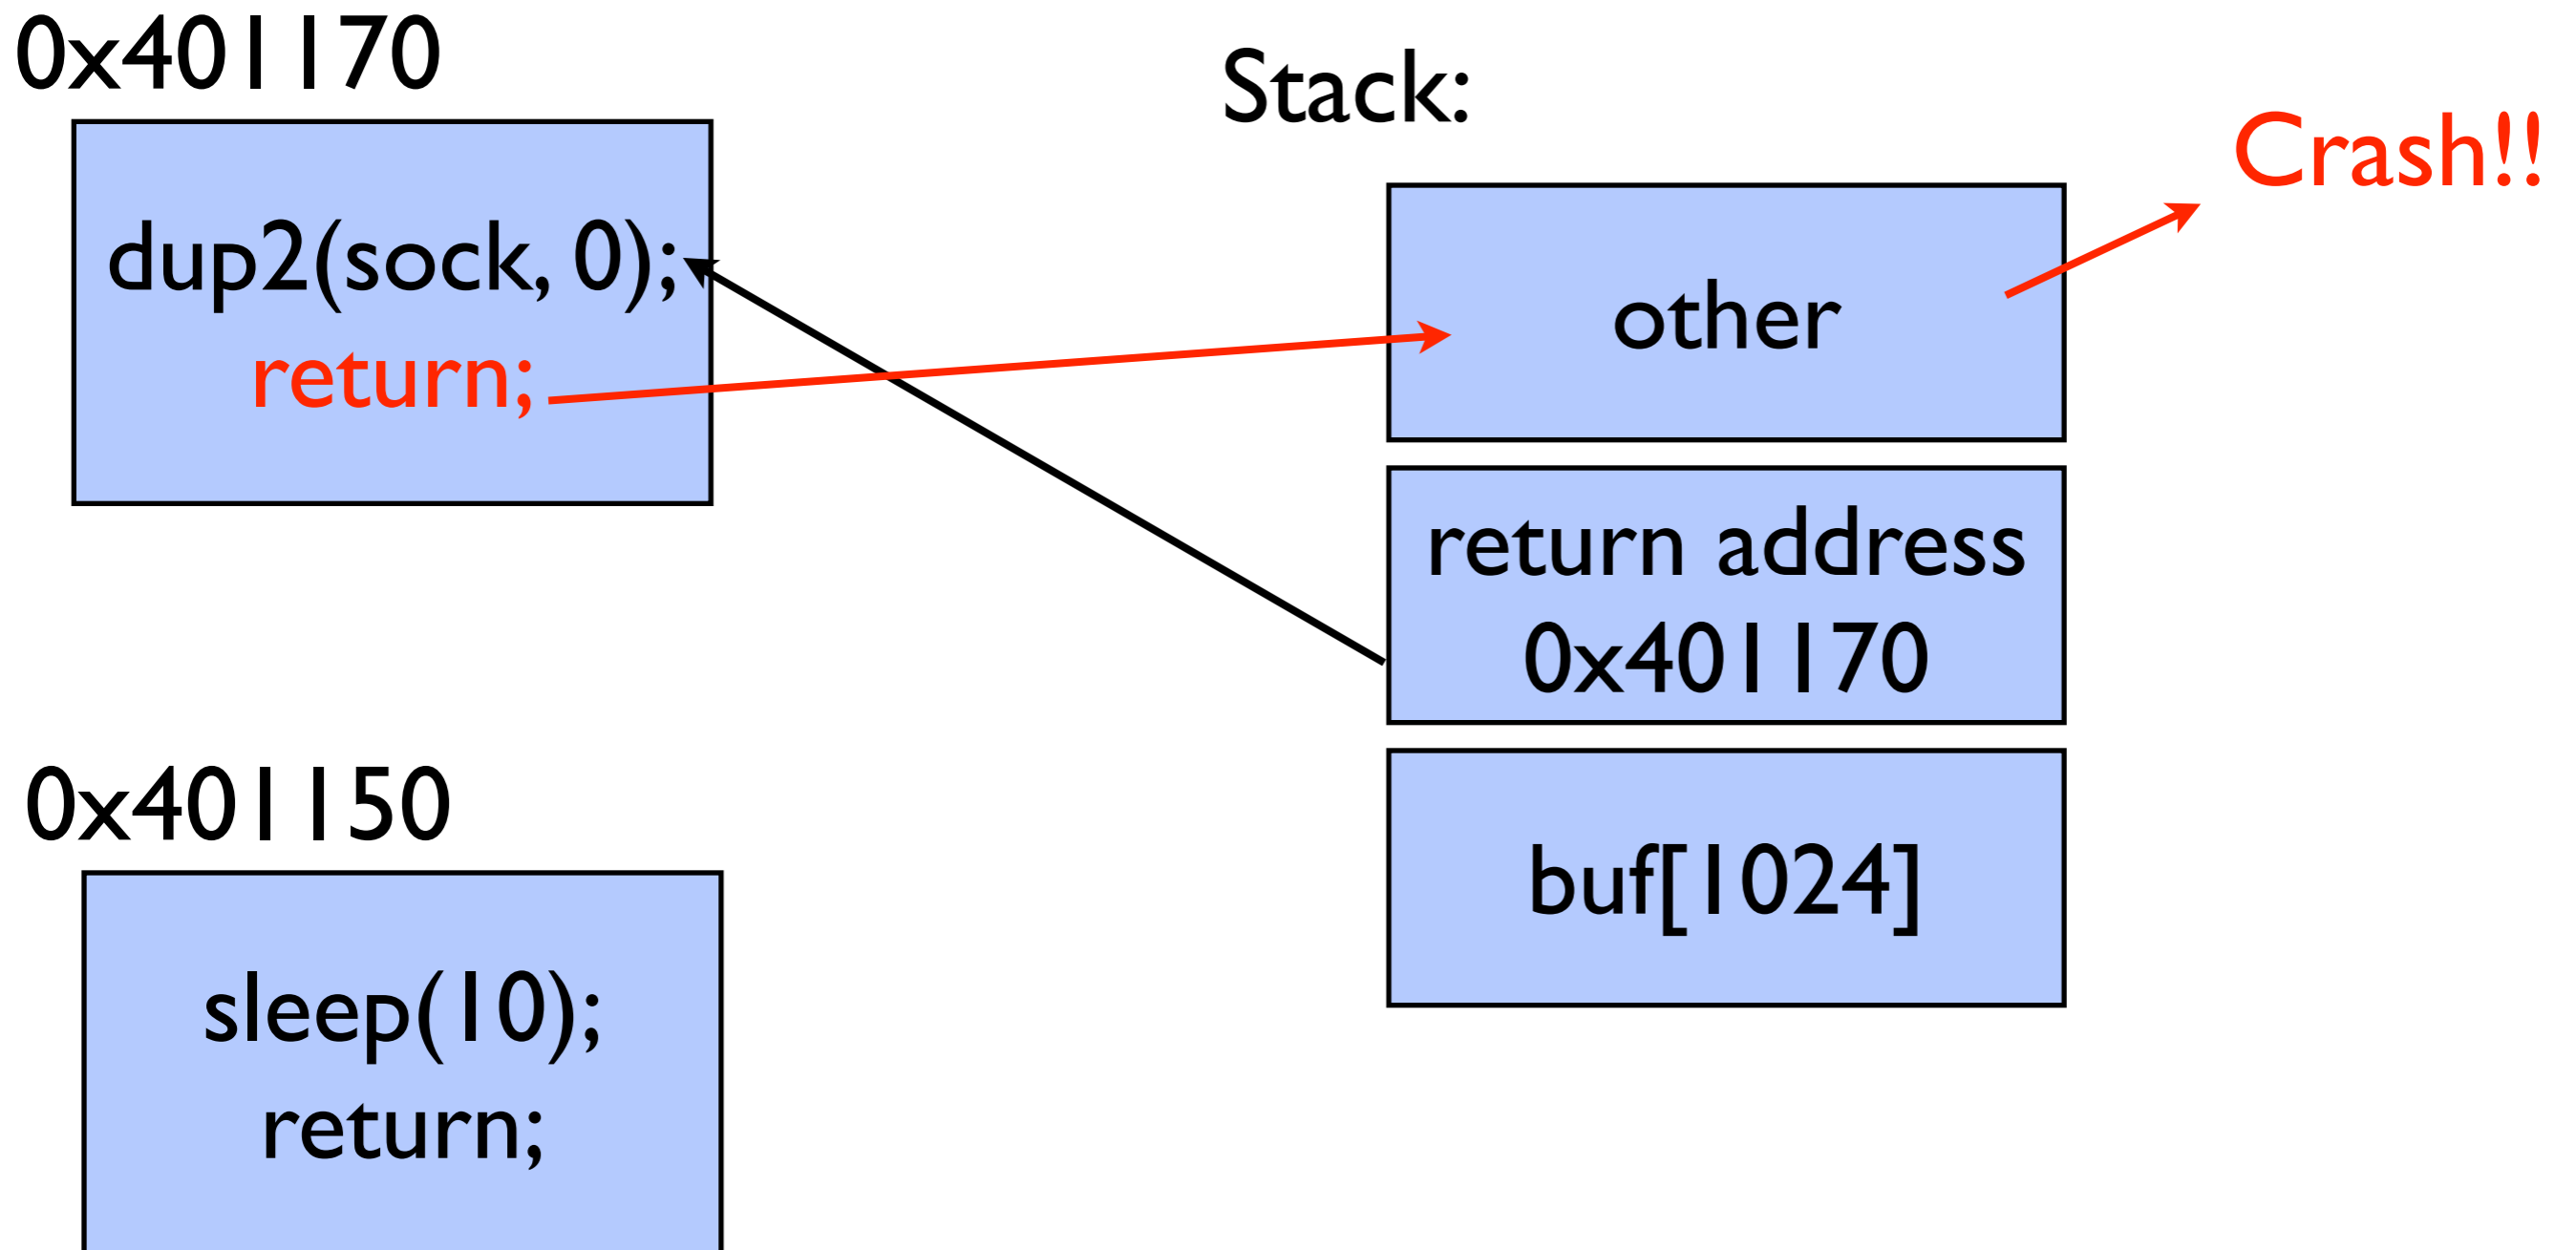 0x401170
dup2(sock, 0);
return;
0x401150
sleep(10);
return;
Stack:
other
return address
0x401170
buf[1024]
Crash!!